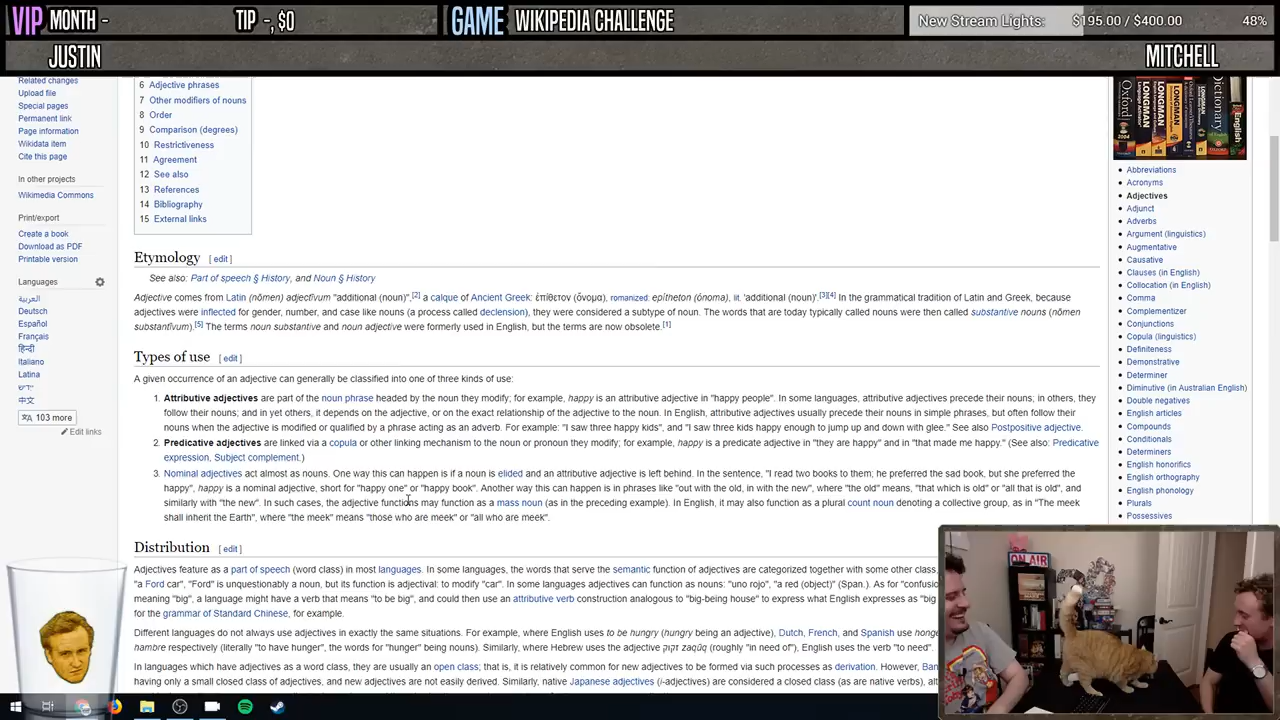 VIP MONTH -
TIP -, $0
GAME WIKIPEDIA CHALLENGE
New Stream Lights: $195.00 / $400.00 48%
JUSTIN
MITCHELL
Related changes
Upload file
Special pages
Permanent link
Page information
Wikidata item
Cite this page
In other projects
Wikimedia Commons
Print/export
Create a book
Download as PDF
Printable version
Languages
العربية
Deutsch
Español
Français
हिन्दी
Italiano
Latina
ייִדיש
中文
103 more
Edit links
6 Adjective phrases
7 Other modifiers of nouns
8 Order
9 Comparison (degrees)
10 Restrictiveness
11 Agreement
12 See also
13 References
14 Bibliography
15 External links
Etymology [ edit ]
See also: Part of speech § History, and Noun § History
Adjective comes from Latin (nōmen) adjectīvum "additional (noun)",[2] a calque of Ancient Greek: ἐπίθετον (ὄνομα), romanized: epítheton (ónoma), lit. 'additional (noun)'.[3][4] In the grammatical tradition of Latin and Greek, because
adjectives were inflected for gender, number, and case like nouns (a process called declension), they were considered a subtype of noun. The words that are today typically called nouns were then called substantive nouns (nōmen
substantīvum).[5] The terms noun substantive and noun adjective were formerly used in English, but the terms are now obsolete.[1]
Types of use [ edit ]
A given occurrence of an adjective can generally be classified into one of three kinds of use:
1. Attributive adjectives are part of the noun phrase headed by the noun they modify; for example, happy is an attributive adjective in "happy people". In some languages, attributive adjectives precede their nouns; in others, they
follow their nouns; and in yet others, it depends on the adjective, or on the exact relationship of the adjective to the noun. In English, attributive adjectives usually precede their nouns in simple phrases, but often follow their
nouns when the adjective is modified or qualified by a phrase acting as an adverb. For example: "I saw three happy kids", and "I saw three kids happy enough to jump up and down with glee." See also Postpositive adjective.
2. Predicative adjectives are linked via a copula or other linking mechanism to the noun or pronoun they modify; for example, happy is a predicate adjective in "they are happy" and in "that made me happy." (See also: Predicative
expression, Subject complement.)
3. Nominal adjectives act almost as nouns. One way this can happen is if a noun is elided and an attributive adjective is left behind. In the sentence, "I read two books to them; he preferred the sad book, but she preferred the
happy", happy is a nominal adjective, short for "happy one" or "happy book". Another way this can happen is in phrases like "out with the old, in with the new", where "the old" means, "that which is old" or "all that is old", and
similarly with "the new". In such cases, the adjective functions may function as a mass noun (as in the preceding example). In English, it may also function as a plural count noun denoting a collective group, as in "The meek
shall inherit the Earth", where "the meek" means "those who are meek" or "all who are meek".
Distribution [ edit ]
Adjectives feature as a part of speech (word class) in most languages. In some languages, the words that serve the semantic function of adjectives are categorized together with some other class,
"a Ford car", "Ford" is unquestionably a noun, but its function is adjectival: to modify "car". In some languages adjectives can function as nouns: "uno rojo", "a red (object)" (Span.). As for "confusio
meaning "big", a language might have a verb that means "to be big", and could then use an attributive verb construction analogous to "big-being house" to express what English expresses as "big
for the grammar of Standard Chinese, for example.
Different languages do not always use adjectives in exactly the same situations. For example, where English uses to be hungry (hungry being an adjective), Dutch, French, and Spanish use honge
hambre respectively (literally "to have hunger", the words for "hunger" being nouns). Similarly, where Hebrew uses the adjective זקוק zaqūq (roughly "in need of"), English uses the verb "to need".
In languages which have adjectives as a word class, they are usually an open class; that is, it is relatively common for new adjectives to be formed via such processes as derivation. However, Ban
having only a small closed class of adjectives, and new adjectives are not easily derived. Similarly, native Japanese adjectives (i-adjectives) are considered a closed class (as are native verbs), alt
Oxford
LONGMAN
LONGMAN
LONGMAN
Dictionary
English
Abbreviations
Acronyms
Adjectives
Adjunct
Adverbs
Argument (linguistics)
Augmentative
Causative
Clauses (in English)
Collocation (in English)
Comma
Complementizer
Conjunctions
Copula (linguistics)
Definiteness
Demonstrative
Determiner
Diminutive (in Australian English)
Double negatives
English articles
Compounds
Conditionals
Determiners
English honorifics
English orthography
English phonology
Plurals
Possessives
ON AIR